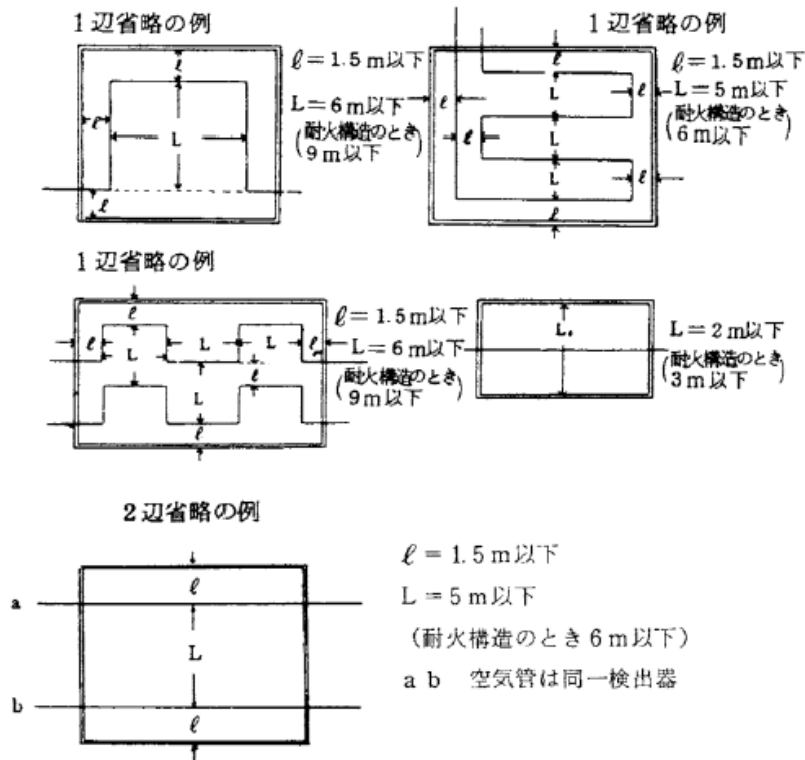 1辺省略の例
ℓ
ℓ
L
ℓ
ℓ=1.5m以下
L=6m以下
(耐火構造のとき
9m以下)
1辺省略の例
ℓ
ℓ
L
ℓ
ℓ
L
L
ℓ
ℓ
ℓ=1.5m以下
L=5m以下
(耐火構造のとき
6m以下)
1辺省略の例
ℓ
ℓ
L
L
L
ℓ
ℓ
L
ℓ
ℓ=1.5m以下
L=6m以下
(耐火構造のとき
9m以下)
L
L=2m以下
(耐火構造のとき
3m以下)
2辺省略の例
a
ℓ
L
b
ℓ
ℓ=1.5m以下
L=5m以下
(耐火構造のとき6m以下)
a b 空気管は同一検出器